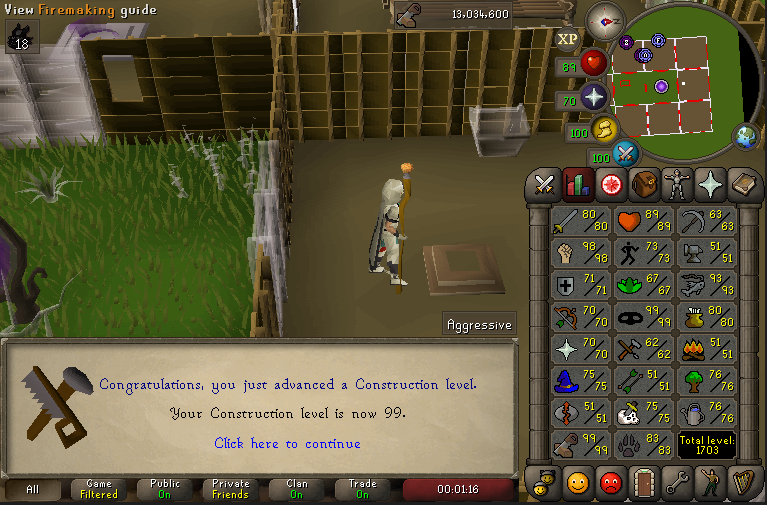 View Firemaking guide
13,034,600
18
XP
89
70
100
100
80/80 89/89 63/63
98/98 73/73 51/51
71/71 67/67 93/93
70/70 99/99 80/80
70/70 62/62 51/51
75/75 51/51 76/76
51/51 75/75 76/76
99/99 83/83 Total level: 1703
Aggressive
Congratulations, you just advanced a Construction level.
Your Construction level is now 99.
Click here to continue
All Game Filtered Public On Private Friends Clan On Trade On 00:01:16